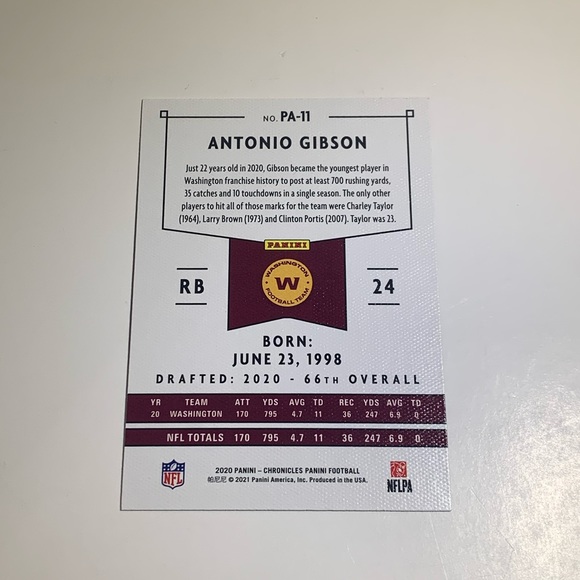 NO. PA-11
ANTONIO GIBSON
Just 22 years old in 2020, Gibson became the youngest player in
Washington franchise history to post at least 700 rushing yards,
35 catches and 10 touchdowns in a single season. The only other
players to hit all of those marks for the team were Charley Taylor
(1964), Larry Brown (1973) and Clinton Portis (2007). Taylor was 23.
PANINI
RB
WASHINGTON
W
FOOTBALL TEAM
24
BORN:
JUNE 23, 1998
DRAFTED: 2020 - 66TH OVERALL
YR TEAM ATT YDS AVG TD REC YDS AVG TD
20 WASHINGTON 170 795 4.7 11 36 247 6.9 0
NFL TOTALS 170 795 4.7 11 36 247 6.9 0
NFL
2020 PANINI – CHRONICLES PANINI FOOTBALL
帕尼尼 © 2021 Panini America, Inc. Produced in the USA.
NFLPA